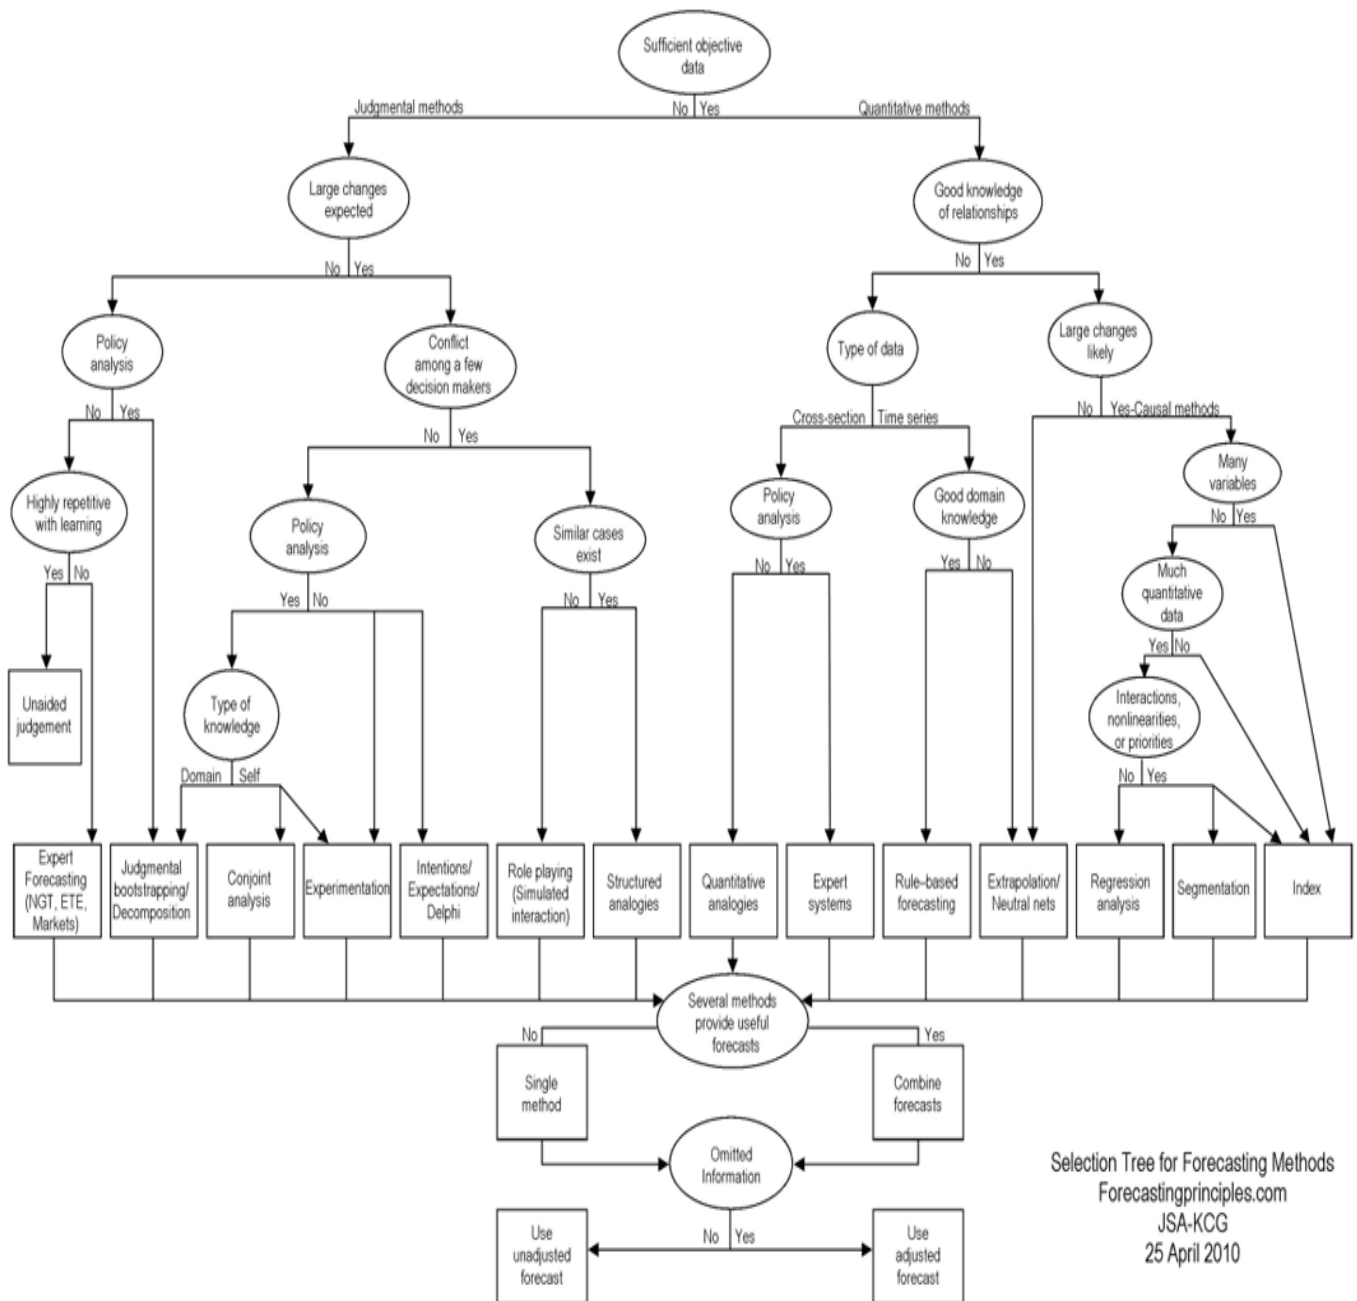 Sufficient objective
data
Judgmental methods
No
Yes
Quantitative methods
Large changes
expected
Good knowledge
of relationships
No
Yes
No
Yes
Policy
analysis
Conflict
among a few
decision makers
Type of data
Large changes
likely
No
Yes
No
Yes
Cross-section
Time series
No
Yes-Causal methods
Highly repetitive
with learning
Policy
analysis
Similar cases
exist
Policy
analysis
Good domain
knowledge
Many
variables
No
Yes
Yes
No
Yes
No
No
Yes
No
Yes
Yes
No
Much
quantitative
data
Yes
No
Unaided
judgement
Type of
knowledge
Interactions,
nonlinearities,
or priorities
Domain
Self
No
Yes
Expert
Forecasting
(NGT, ETE,
Markets)
Judgmental
bootstrapping/
Decomposition
Conjoint
analysis
Experimentation
Intentions/
Expectations/
Delphi
Role playing
(Simulated
interaction)
Structured
analogies
Quantitative
analogies
Expert
systems
Rule–based
forecasting
Extrapolation/
Neutral nets
Regression
analysis
Segmentation
Index
Several methods
provide useful
forecasts
No
Yes
Single
method
Combine
forecasts
Omitted
Information
No
Yes
Use
unadjusted
forecast
Use
adjusted
forecast
Selection Tree for Forecasting Methods
Forecastingprinciples.com
JSA-KCG
25 April 2010